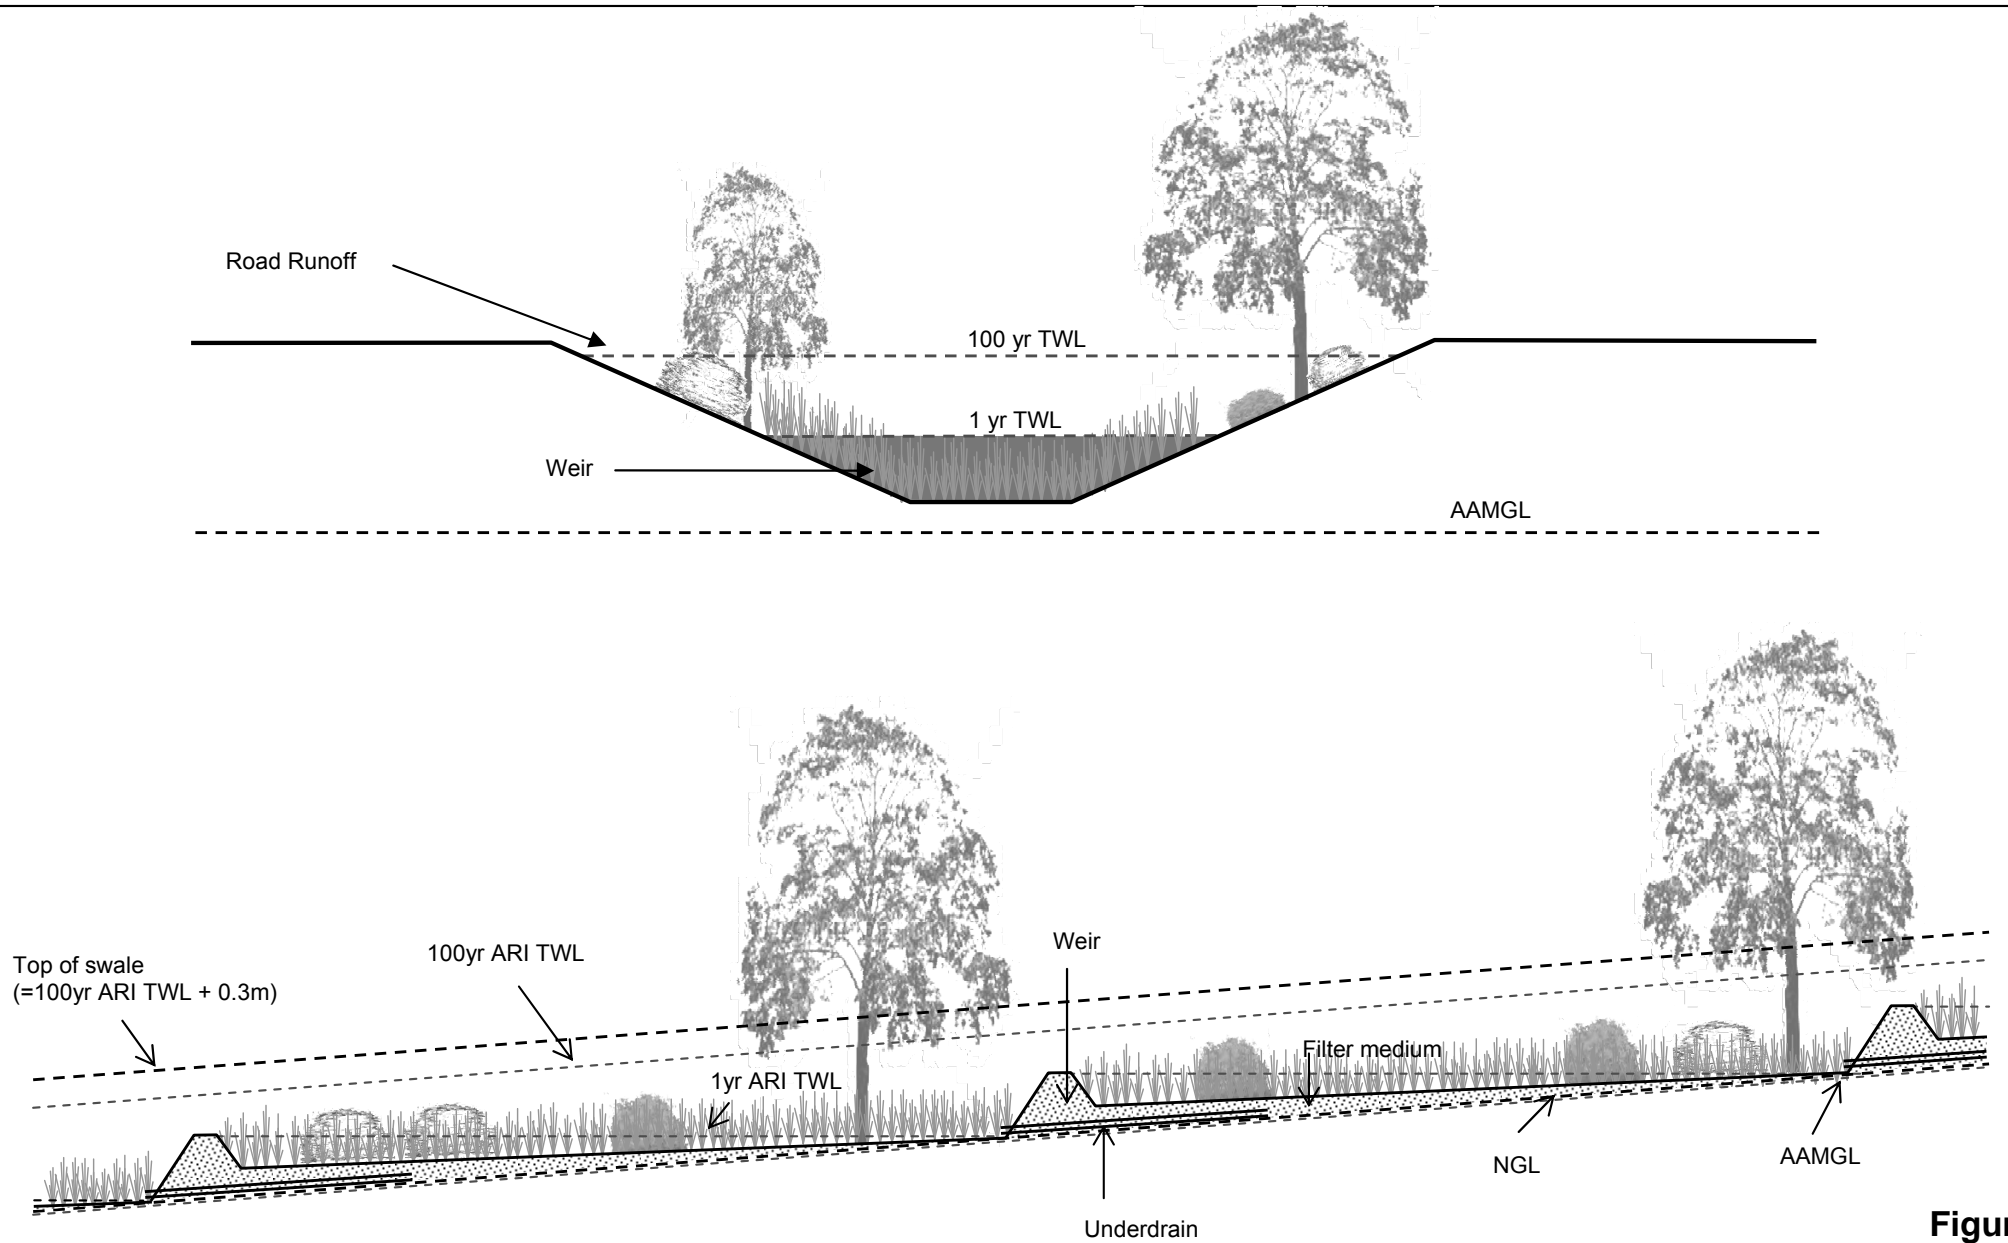 Road Runoff
100 yr TWL
1 yr TWL
Weir
AAMGL
Weir
100yr ARI TWL
Top of swale
(=100yr ARI TWL + 0.3m)
Filter medium
1yr ARI TWL
AAMGL
NGL
Underdrain